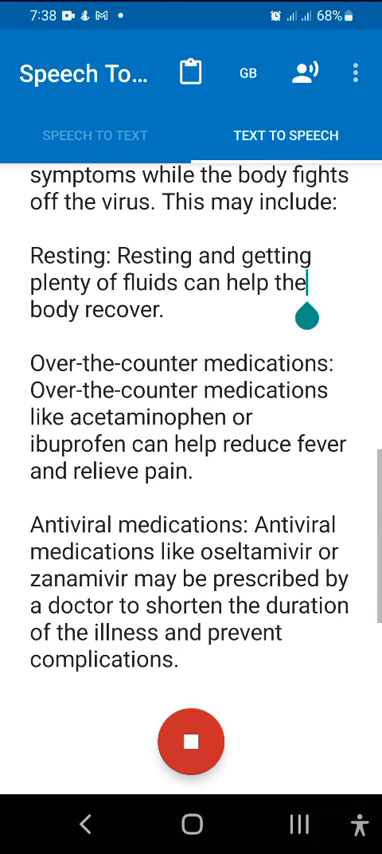 7:38
68%
Speech To...
GB
SPEECH TO TEXT
TEXT TO SPEECH
symptoms while the body fights
off the virus. This may include:
Resting: Resting and getting
plenty of fluids can help the
body recover.
Over-the-counter medications:
Over-the-counter medications
like acetaminophen or
ibuprofen can help reduce fever
and relieve pain.
Antiviral medications: Antiviral
medications like oseltamivir or
zanamivir may be prescribed by
a doctor to shorten the duration
of the illness and prevent
complications.